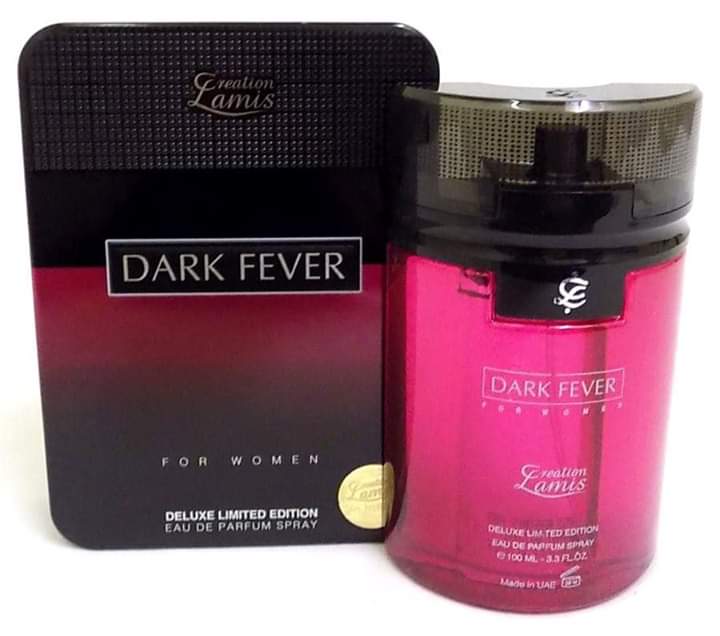 Creation
Lamis
DARK FEVER
FOR WOMEN
DELUXE LIMITED EDITION
EAU DE PARFUM SPRAY
DARK FEVER
FOR WOMEN
Creation
Lamis
DELUXE LIMITED EDITION
EAU DE PARFUM SPRAY
e 100 ML - 3.3 FL.OZ.
Made in UAE